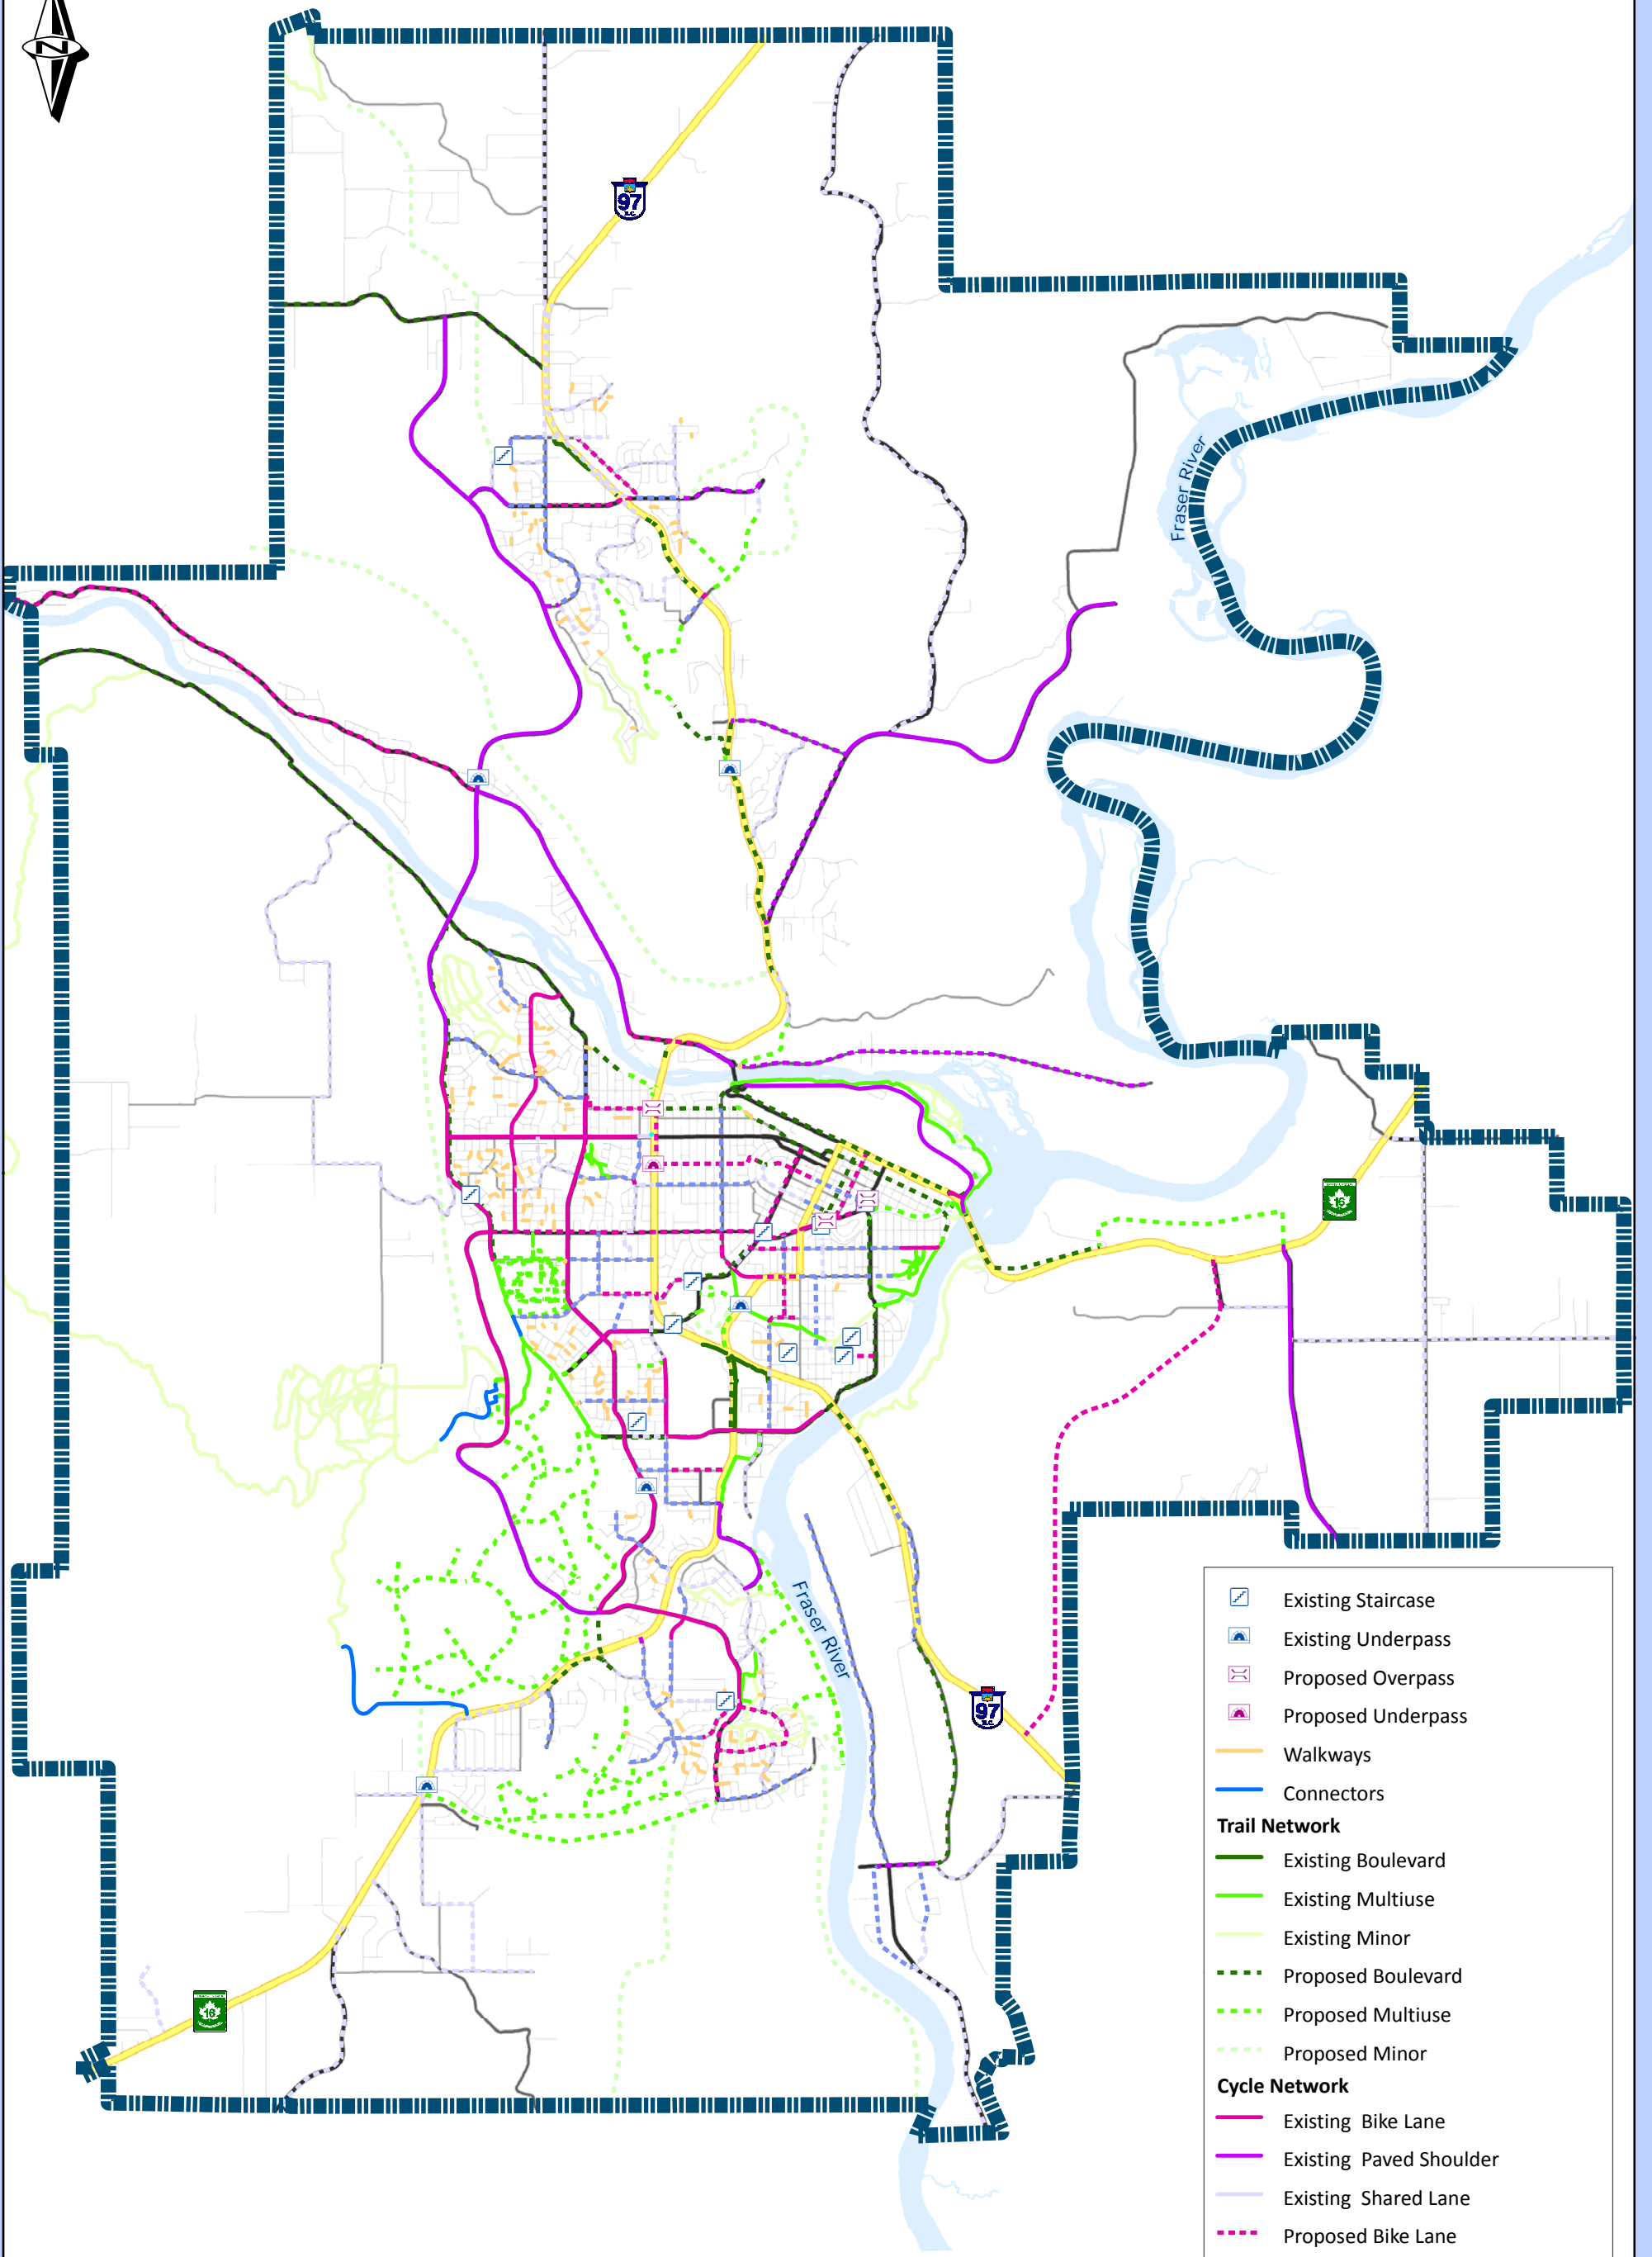 N
97
B.C.
Fraser River
16
Fraser River
97
B.C.
16
Existing Staircase
Existing Underpass
Proposed Overpass
Proposed Underpass
Walkways
Connectors
Trail Network
Existing Boulevard
Existing Multiuse
Existing Minor
Proposed Boulevard
Proposed Multiuse
Proposed Minor
Cycle Network
Existing Bike Lane
Existing Paved Shoulder
Existing Shared Lane
Proposed Bike Lane